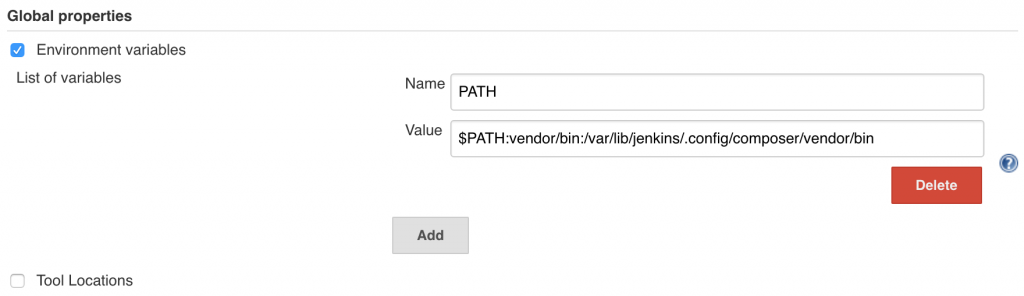 Global properties
Environment variables
List of variables
Name PATH
Value $PATH:vendor/bin:/var/lib/jenkins/.config/composer/vendor/bin
?
Delete
Add
Tool Locations